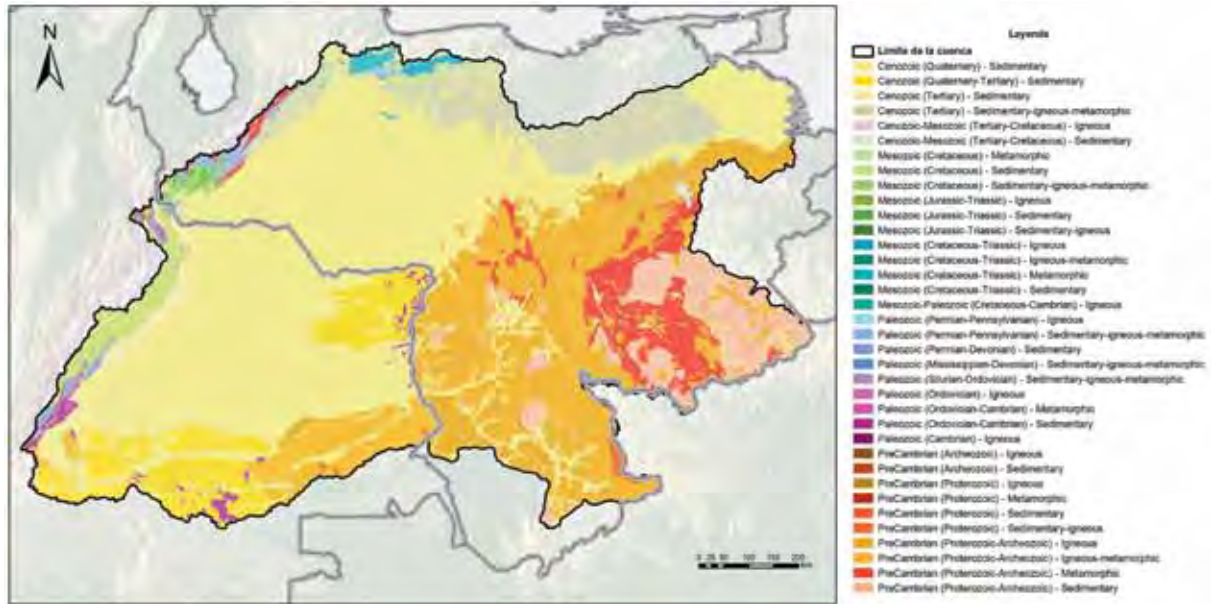 N
Leyenda
Límite de la cuenca
Cenozoic (Quaternary) - Sedimentary
Cenozoic (Quaternary-Tertiary) - Sedimentary
Cenozoic (Tertiary) - Sedimentary
Cenozoic (Tertiary) - Sedimentary-igneous-metamorphic
Cenozoic-Mesozoic (Tertiary-Cretaceous) - Igneous
Cenozoic-Mesozoic (Tertiary-Cretaceous) - Sedimentary
Mesozoic (Cretaceous) - Metamorphic
Mesozoic (Cretaceous) - Sedimentary
Mesozoic (Cretaceous) - Sedimentary-igneous-metamorphic
Mesozoic (Jurassic-Triassic) - Igneous
Mesozoic (Jurassic-Triassic) - Sedimentary
Mesozoic (Jurassic-Triassic) - Sedimentary-igneous
Mesozoic (Cretaceous-Triassic) - Igneous
Mesozoic (Cretaceous-Triassic) - Igneous-metamorphic
Mesozoic (Cretaceous-Triassic) - Metamorphic
Mesozoic (Cretaceous-Triassic) - Sedimentary
Mesozoic-Paleozoic (Cretaceous-Cambrian) - Igneous
Paleozoic (Permian-Pennsylvanian) - Igneous
Paleozoic (Permian-Pennsylvanian) - Sedimentary-igneous-metamorphic
Paleozoic (Permian-Devonian) - Sedimentary
Paleozoic (Mississippian-Devonian) - Sedimentary-igneous-metamorphic
Paleozoic (Silurian-Ordovician) - Sedimentary-igneous-metamorphic
Paleozoic (Ordovician) - Igneous
Paleozoic (Ordovician-Cambrian) - Metamorphic
Paleozoic (Ordovician-Cambrian) - Sedimentary
Paleozoic (Cambrian) - Igneous
PreCambrian (Archeozoic) - Igneous
PreCambrian (Archeozoic) - Sedimentary
PreCambrian (Proterozoic) - Igneous
PreCambrian (Proterozoic) - Metamorphic
PreCambrian (Proterozoic) - Sedimentary
PreCambrian (Proterozoic) - Sedimentary-igneous
PreCambrian (Proterozoic-Archeozoic) - Igneous
PreCambrian (Proterozoic-Archeozoic) - Igneous-metamorphic
PreCambrian (Proterozoic-Archeozoic) - Metamorphic
PreCambrian (Proterozoic-Archeozoic) - Sedimentary
0 25 50 100 150 200